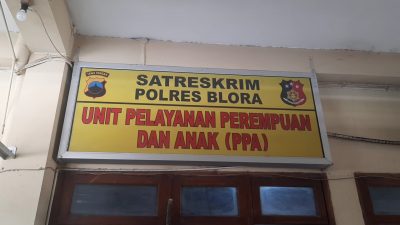 SATRESKRIM
POLRES BLORA
UNIT PELAYANAN PEREMPUAN
DAN ANAK (PPA)